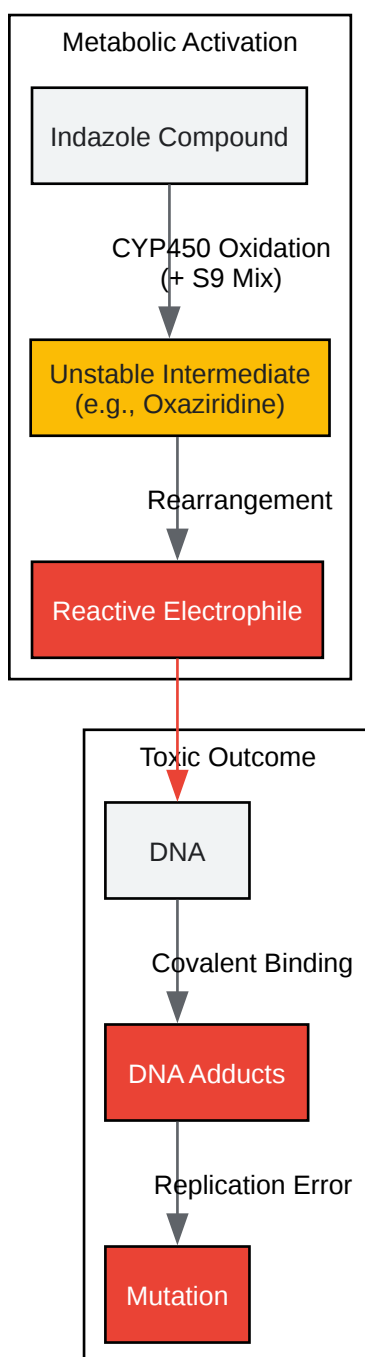 Metabolic Activation
Indazole Compound
CYP450 Oxidation
(+ S9 Mix)
Unstable Intermediate
(e.g., Oxaziridine)
Rearrangement
Reactive Electrophile
Toxic Outcome
DNA
Covalent Binding
DNA Adducts
Replication Error
Mutation